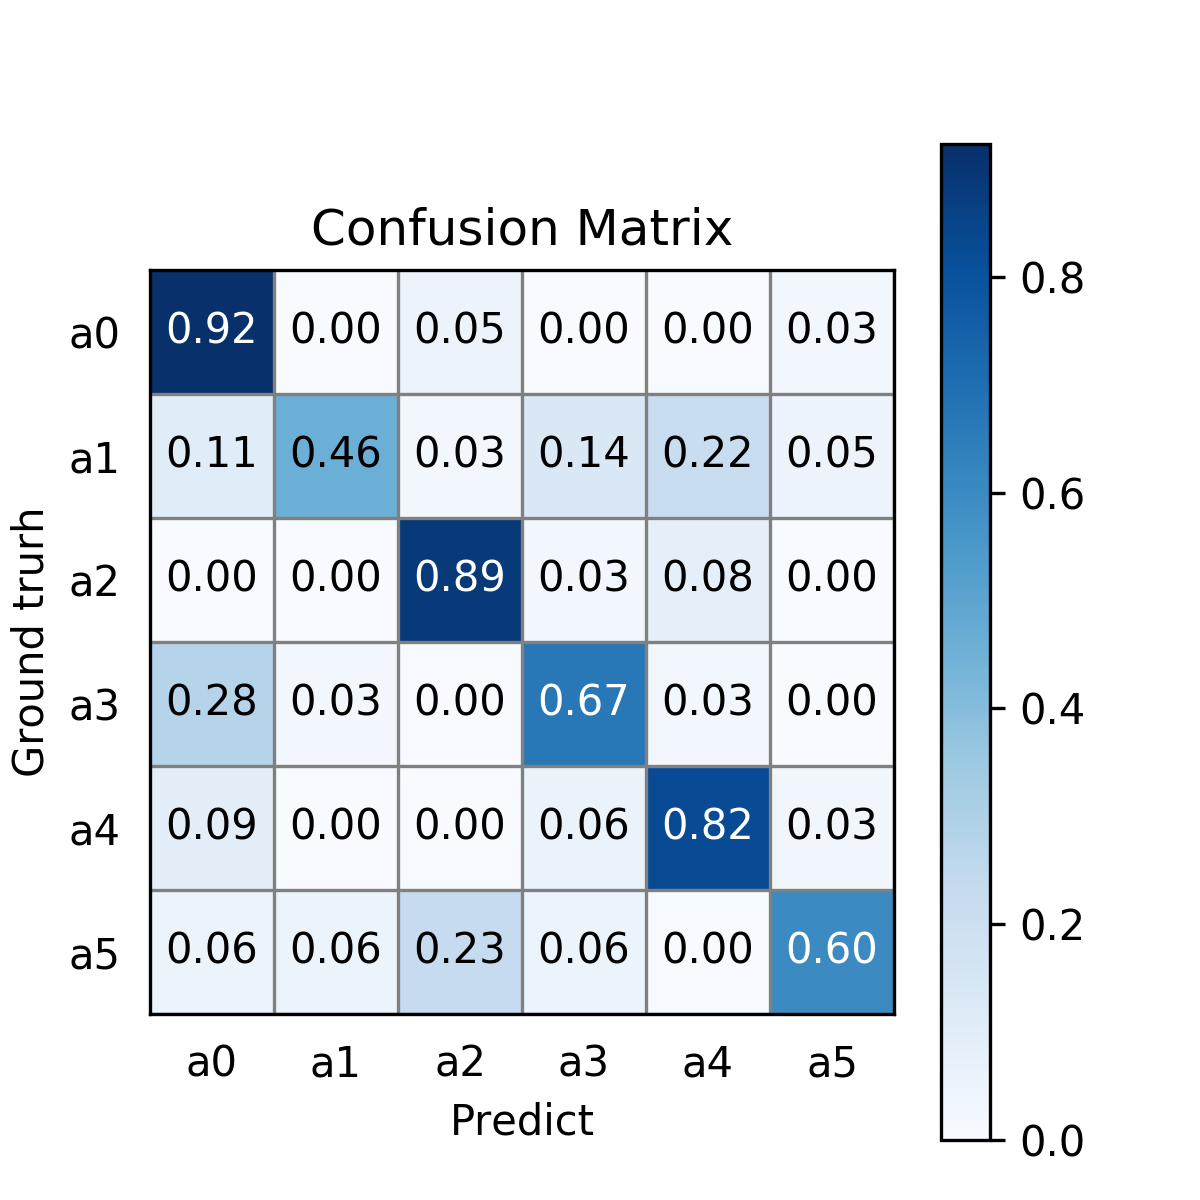 Confusion Matrix
Ground trurh
a0 0.92 0.00 0.05 0.00 0.00 0.03
a1 0.11 0.46 0.03 0.14 0.22 0.05
a2 0.00 0.00 0.89 0.03 0.08 0.00
a3 0.28 0.03 0.00 0.67 0.03 0.00
a4 0.09 0.00 0.00 0.06 0.82 0.03
a5 0.06 0.06 0.23 0.06 0.00 0.60
a0 a1 a2 a3 a4 a5
Predict
0.8
0.6
0.4
0.2
0.0